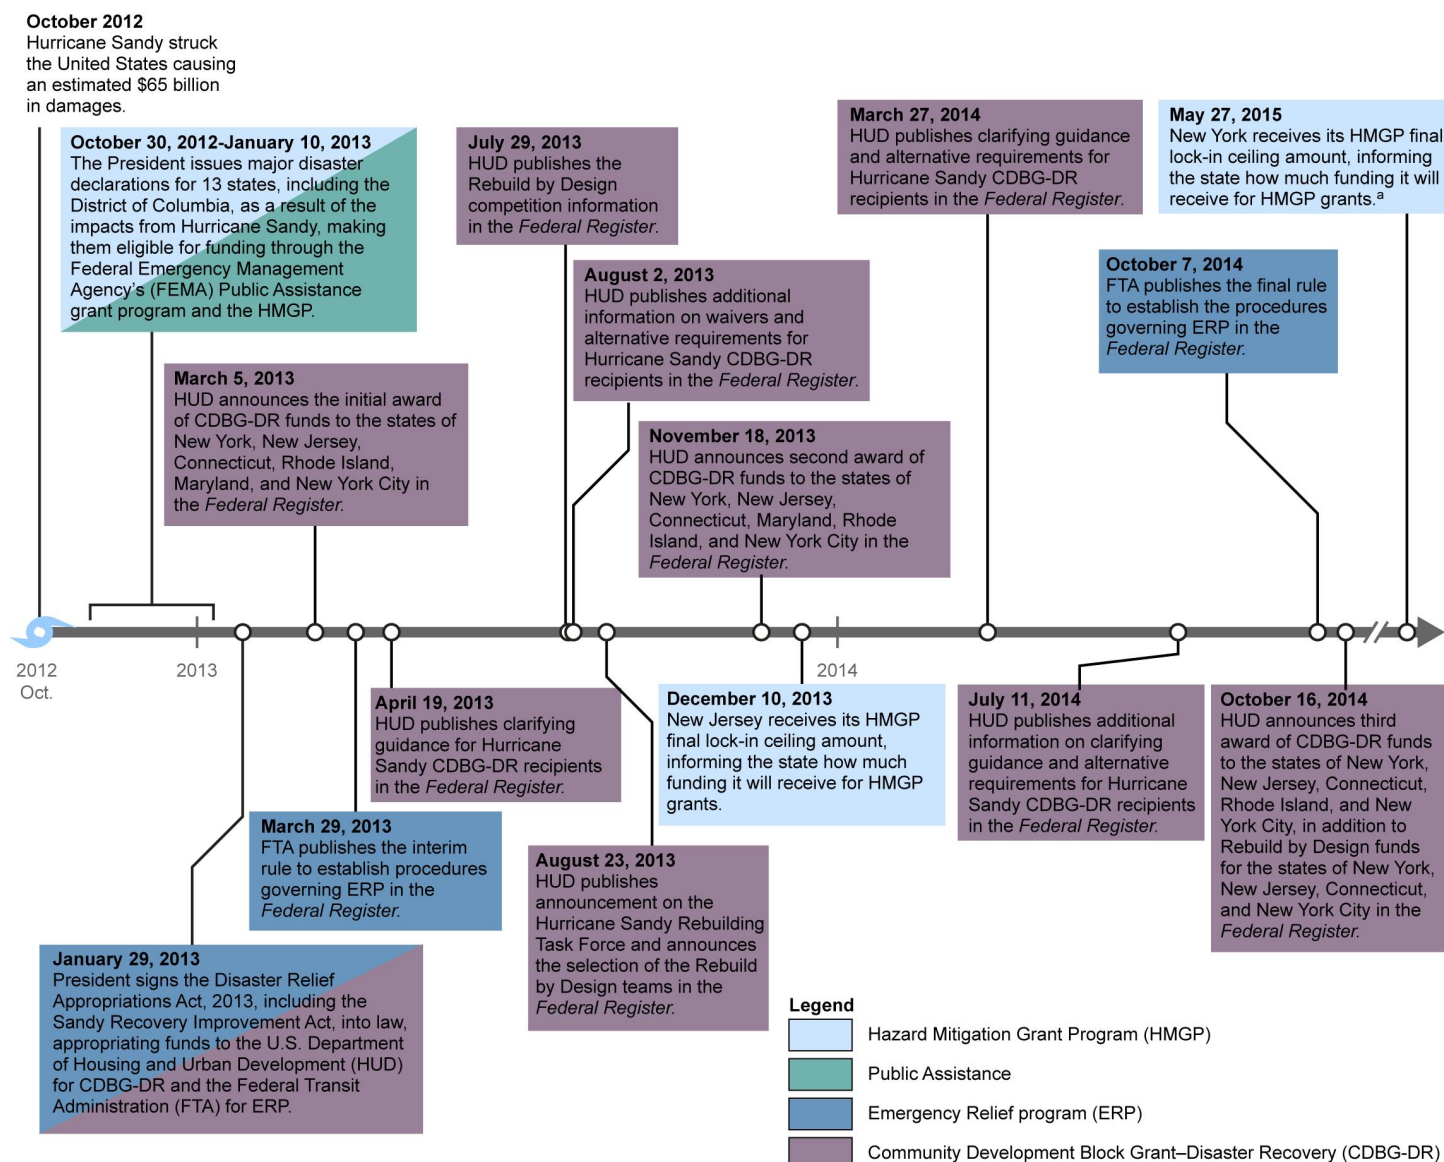 October 2012
Hurricane Sandy struck
the United States causing
an estimated $65 billion
in damages.
October 30, 2012-January 10, 2013
The President issues major disaster
declarations for 13 states, including the
District of Columbia, as a result of the
impacts from Hurricane Sandy, making
them eligible for funding through the
Federal Emergency Management
Agency's (FEMA) Public Assistance
grant program and the HMGP.
July 29, 2013
HUD publishes the
Rebuild by Design
competition information
in the Federal Register.
March 27, 2014
HUD publishes clarifying guidance
and alternative requirements for
Hurricane Sandy CDBG-DR
recipients in the Federal Register.
May 27, 2015
New York receives its HMGP final
lock-in ceiling amount, informing
the state how much funding it will
receive for HMGP grants.a
August 2, 2013
HUD publishes additional
information on waivers and
alternative requirements for
Hurricane Sandy CDBG-DR
recipients in the Federal Register.
October 7, 2014
FTA publishes the final rule
to establish the procedures
governing ERP in the
Federal Register.
March 5, 2013
HUD announces the initial award
of CDBG-DR funds to the states of
New York, New Jersey,
Connecticut, Rhode Island,
Maryland, and New York City in
the Federal Register.
November 18, 2013
HUD announces second award of
CDBG-DR funds to the states of
New York, New Jersey,
Connecticut, Maryland, Rhode
Island, and New York City in the
Federal Register.
2012
Oct.
2013
2014
April 19, 2013
HUD publishes clarifying
guidance for Hurricane
Sandy CDBG-DR recipients
in the Federal Register.
December 10, 2013
New Jersey receives its HMGP
final lock-in ceiling amount,
informing the state how much
funding it will receive for HMGP
grants.
July 11, 2014
HUD publishes additional
information on clarifying
guidance and alternative
requirements for Hurricane
Sandy CDBG-DR recipients
in the Federal Register.
October 16, 2014
HUD announces third
award of CDBG-DR funds
to the states of New York,
New Jersey, Connecticut,
Rhode Island, and New
York City, in addition to
Rebuild by Design funds
for the states of New York,
New Jersey, Connecticut,
and New York City in the
Federal Register.
March 29, 2013
FTA publishes the interim
rule to establish procedures
governing ERP in the
Federal Register.
August 23, 2013
HUD publishes
announcement on the
Hurricane Sandy Rebuilding
Task Force and announces
the selection of the Rebuild
by Design teams in the
Federal Register.
January 29, 2013
President signs the Disaster Relief
Appropriations Act, 2013, including the
Sandy Recovery Improvement Act, into law,
appropriating funds to the U.S. Department
of Housing and Urban Development (HUD)
for CDBG-DR and the Federal Transit
Administration (FTA) for ERP.
Legend
Hazard Mitigation Grant Program (HMGP)
Public Assistance
Emergency Relief program (ERP)
Community Development Block Grant–Disaster Recovery (CDBG-DR)